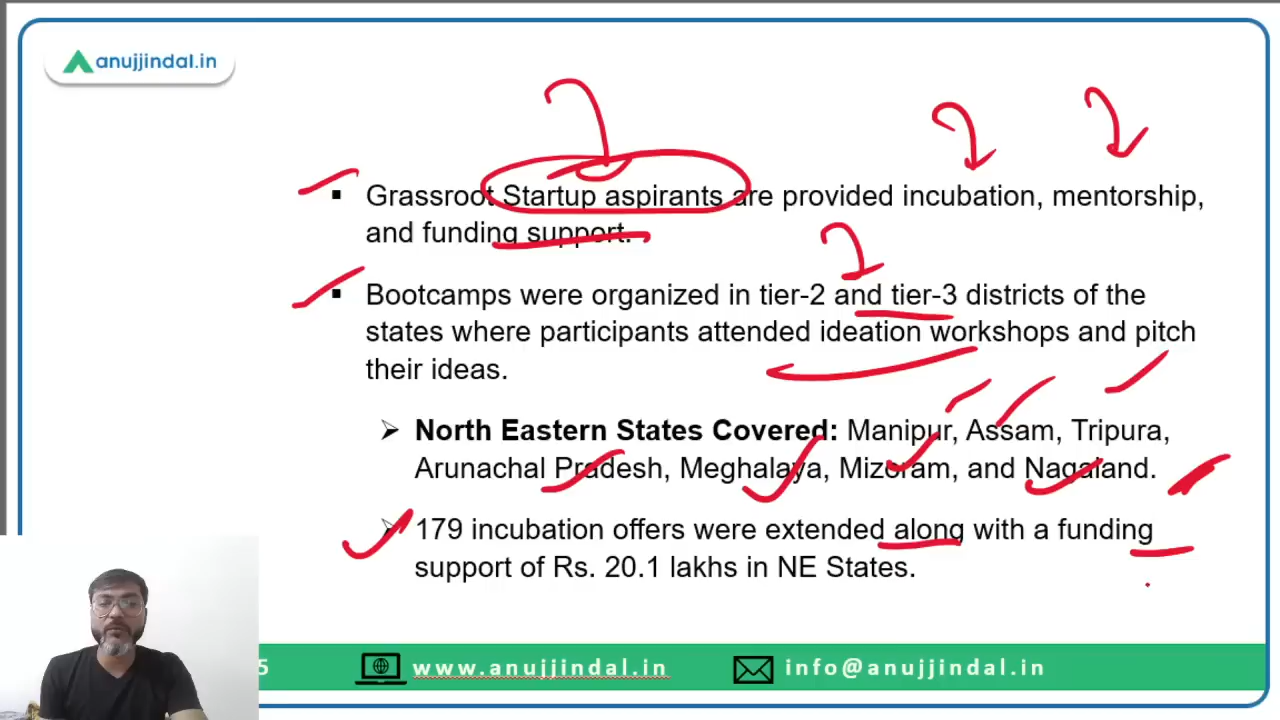 anujjindal.in
▪ Grassroot Startup aspirants are provided incubation, mentorship,
and funding support.
▪ Bootcamps were organized in tier-2 and tier-3 districts of the
states where participants attended ideation workshops and pitch
their ideas.
➢ North Eastern States Covered: Manipur, Assam, Tripura,
Arunachal Pradesh, Meghalaya, Mizoram, and Nagaland.
➢ 179 incubation offers were extended along with a funding
support of Rs. 20.1 lakhs in NE States.
5 www.anujjindal.in info@anujjindal.in